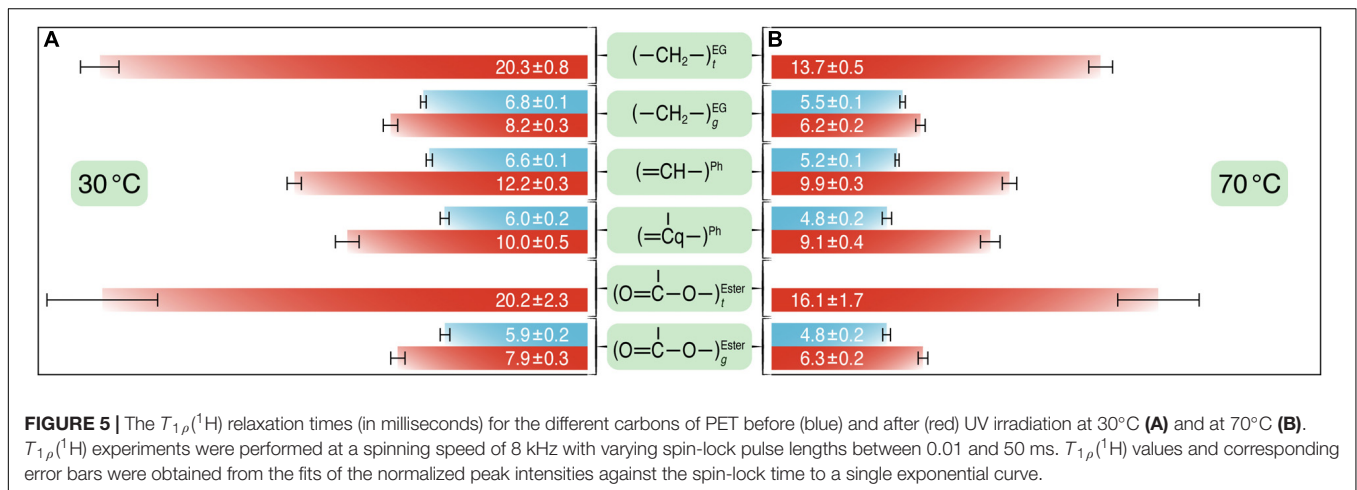 A
B
20.3±0.8
(–CH₂–)ₜᴱᴳ
13.7±0.5
6.8±0.1
8.2±0.3
(–CH₂–)gᴱᴳ
5.5±0.1
6.2±0.2
30 °C
6.6±0.1
12.2±0.3
(=CH–)ᴾʰ
5.2±0.1
9.9±0.3
70 °C
6.0±0.2
10.0±0.5
(=Cq–)ᴾʰ
4.8±0.2
9.1±0.4
20.2±2.3
(O=C–O–)ₜᴱˢᵗᵉʳ
16.1±1.7
5.9±0.2
7.9±0.3
(O=C–O–)gᴱˢᵗᵉʳ
4.8±0.2
6.3±0.2
FIGURE 5 | The T₁ᵨ(¹H) relaxation times (in milliseconds) for the different carbons of PET before (blue) and after (red) UV irradiation at 30°C (A) and at 70°C (B).
T₁ᵨ(¹H) experiments were performed at a spinning speed of 8 kHz with varying spin-lock pulse lengths between 0.01 and 50 ms. T₁ᵨ(¹H) values and corresponding
error bars were obtained from the fits of the normalized peak intensities against the spin-lock time to a single exponential curve.